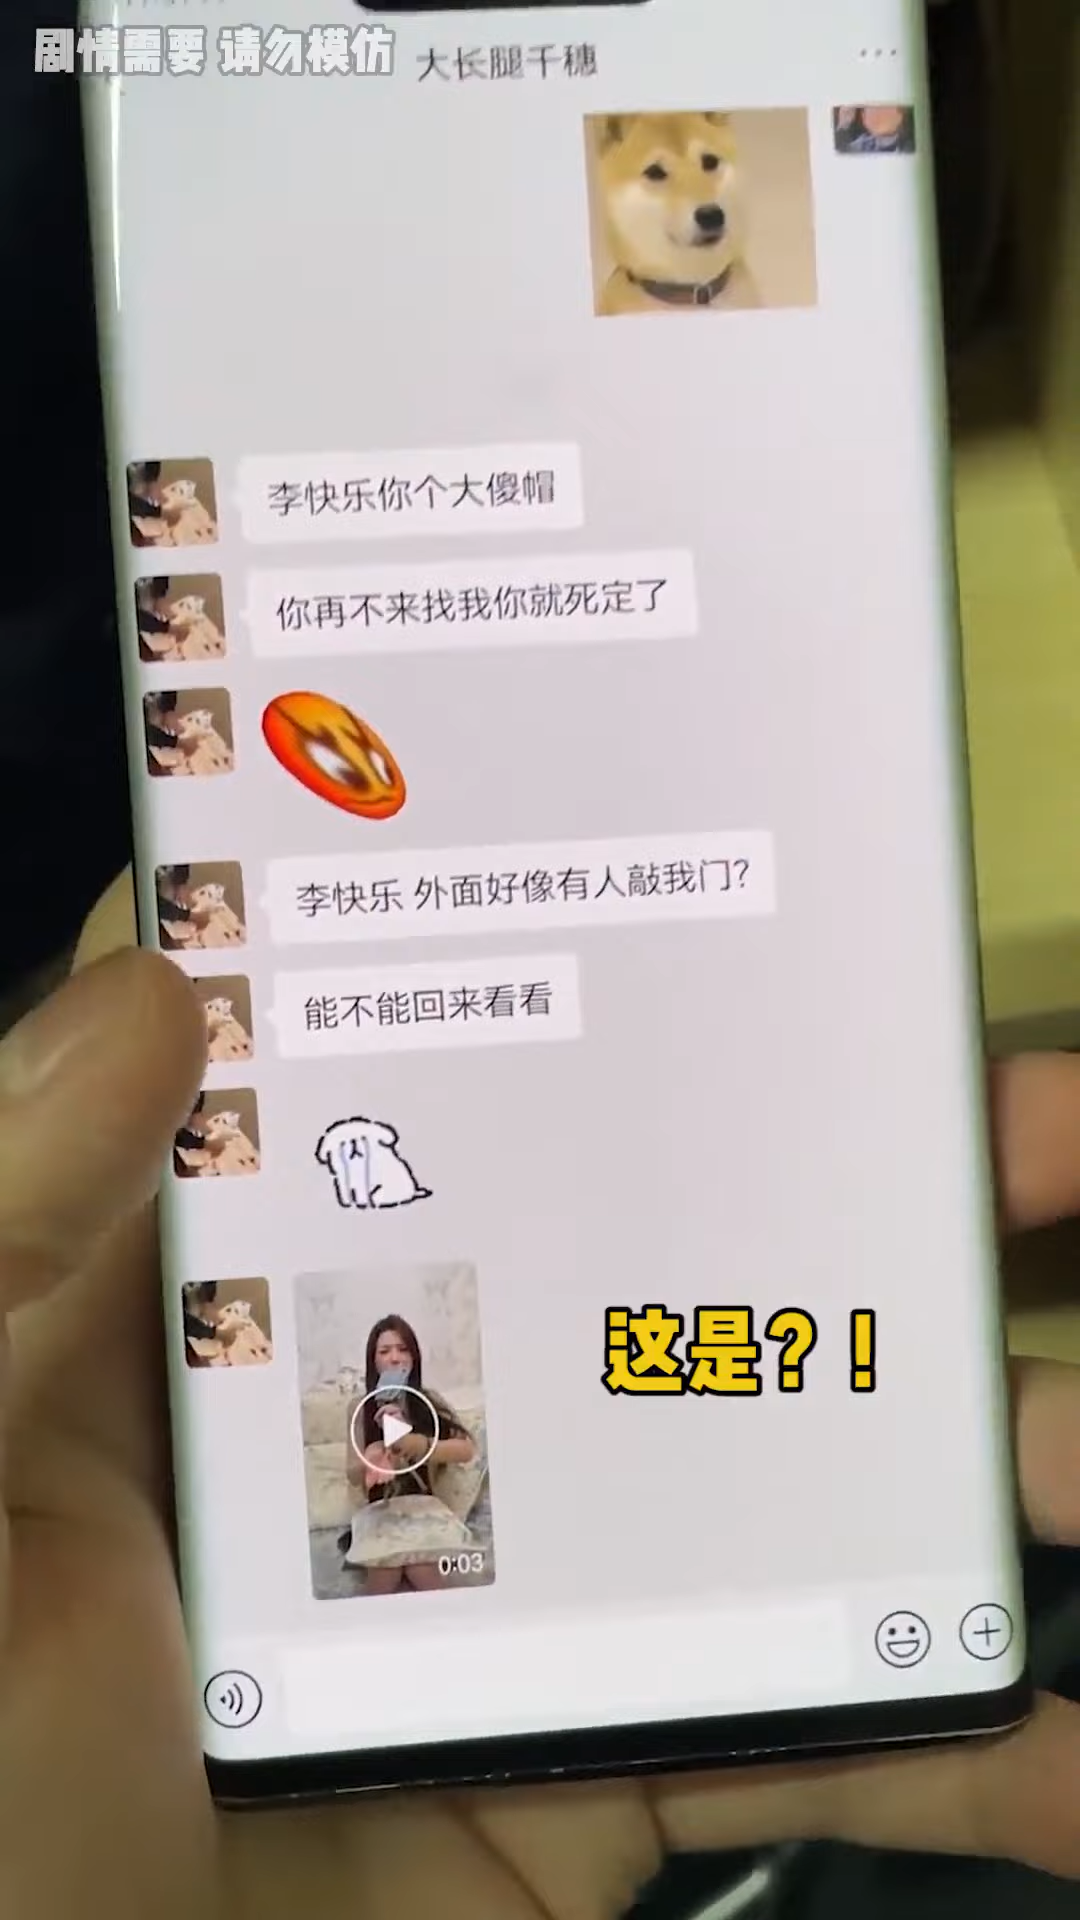 剧情需要 请勿模仿
大长腿千穗
李快乐你个大傻帽
你再不来找我你就死定了
李快乐 外面好像有人敲我门？
能不能回来看看
这是？！
0:03